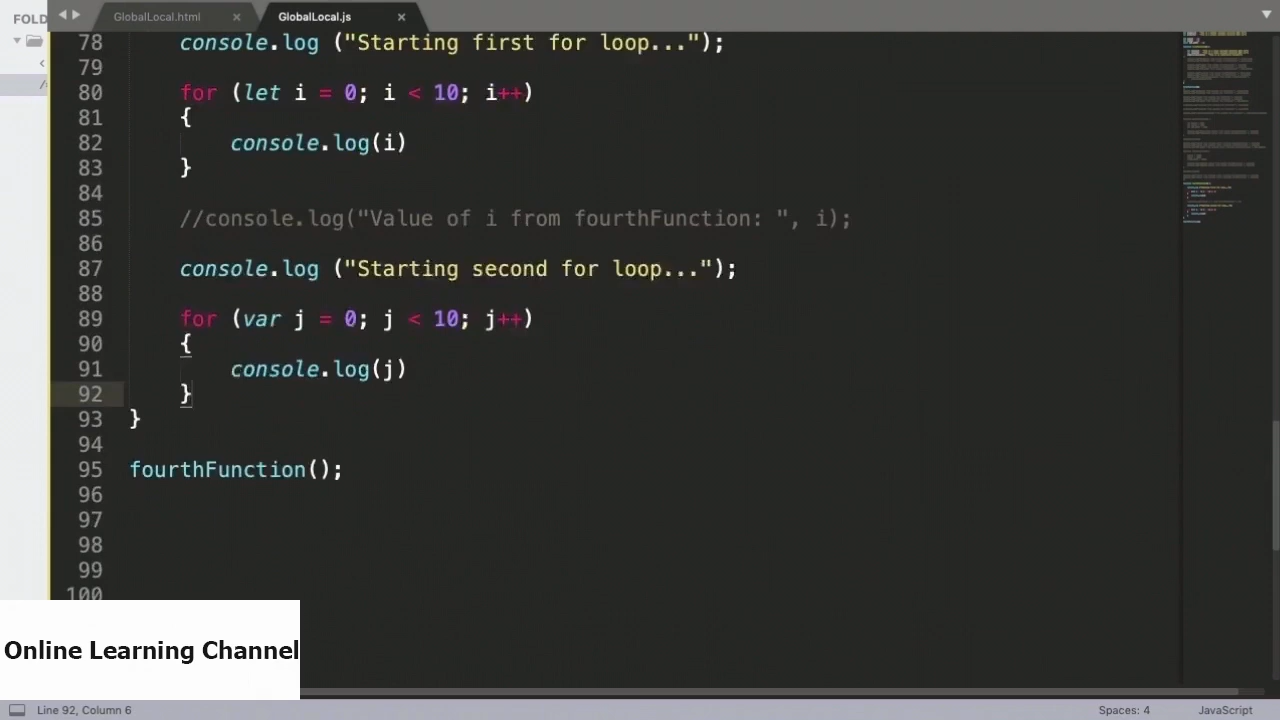 FOLD
GlobalLocal.html
GlobalLocal.js
78 console.log ("Starting first for loop...");
79
80 for (let i = 0; i < 10; i++)
81 {
82 console.log(i)
83 }
84
85 //console.log("Value of i from fourthFunction: ", i);
86
87 console.log ("Starting second for loop...");
88
89 for (var j = 0; j < 10; j++)
90 {
91 console.log(j)
92 }
93 }
94
95 fourthFunction();
96
97
98
99
100
Online Learning Channel
Line 92, Column 6
Spaces: 4
JavaScript